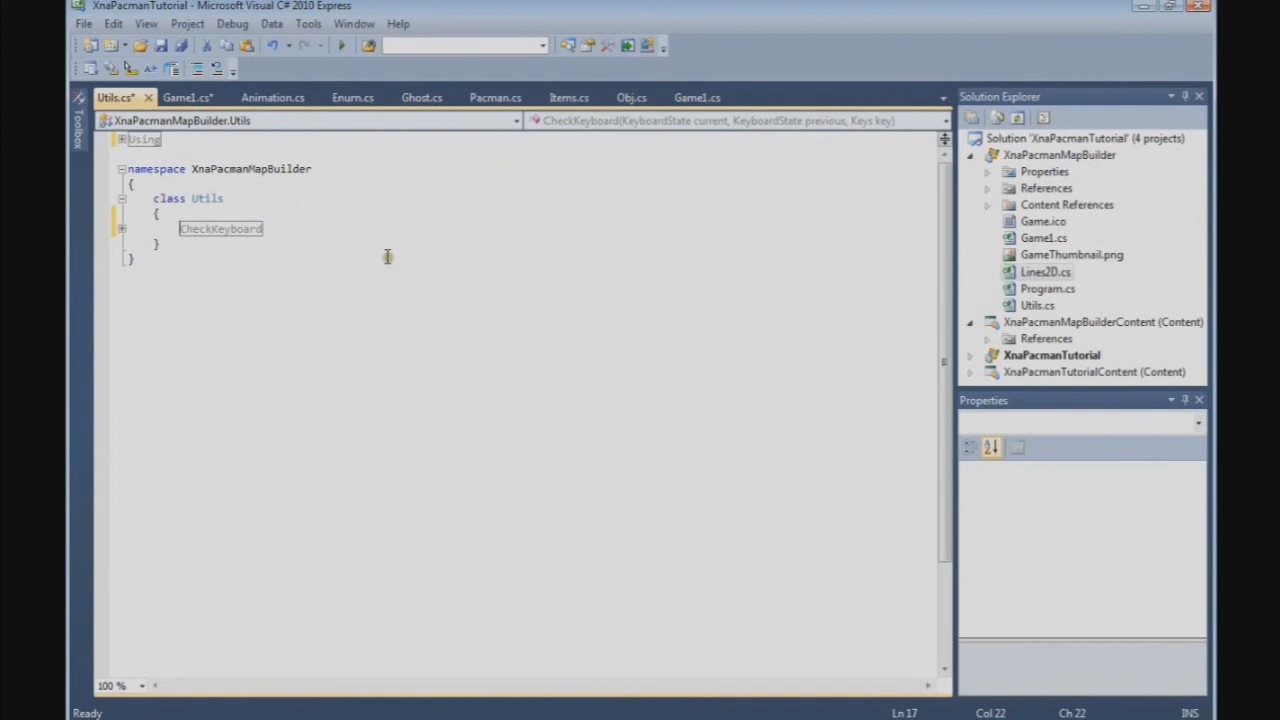 XnaPacmanTutorial - Microsoft Visual C# 2010 Express
File Edit View Project Debug Data Tools Window Help
Utils.cs* Game1.cs* Animation.cs Enum.cs Ghost.cs Pacman.cs Items.cs Obj.cs Game1.cs
XnaPacmanMapBuilder.Utils
CheckKeyboard(KeyboardState current, KeyboardState previous, Keys key)
Toolbox
Using
namespace XnaPacmanMapBuilder
{
class Utils
{
CheckKeyboard
}
}
100 %
Solution Explorer
Solution 'XnaPacmanTutorial' (4 projects)
XnaPacmanMapBuilder
Properties
References
Content References
Game.ico
Game1.cs
GameThumbnail.png
Lines2D.cs
Program.cs
Utils.cs
XnaPacmanMapBuilderContent (Content)
References
XnaPacmanTutorial
XnaPacmanTutorialContent (Content)
Properties
Ready Ln 17 Col 22 Ch 22 INS